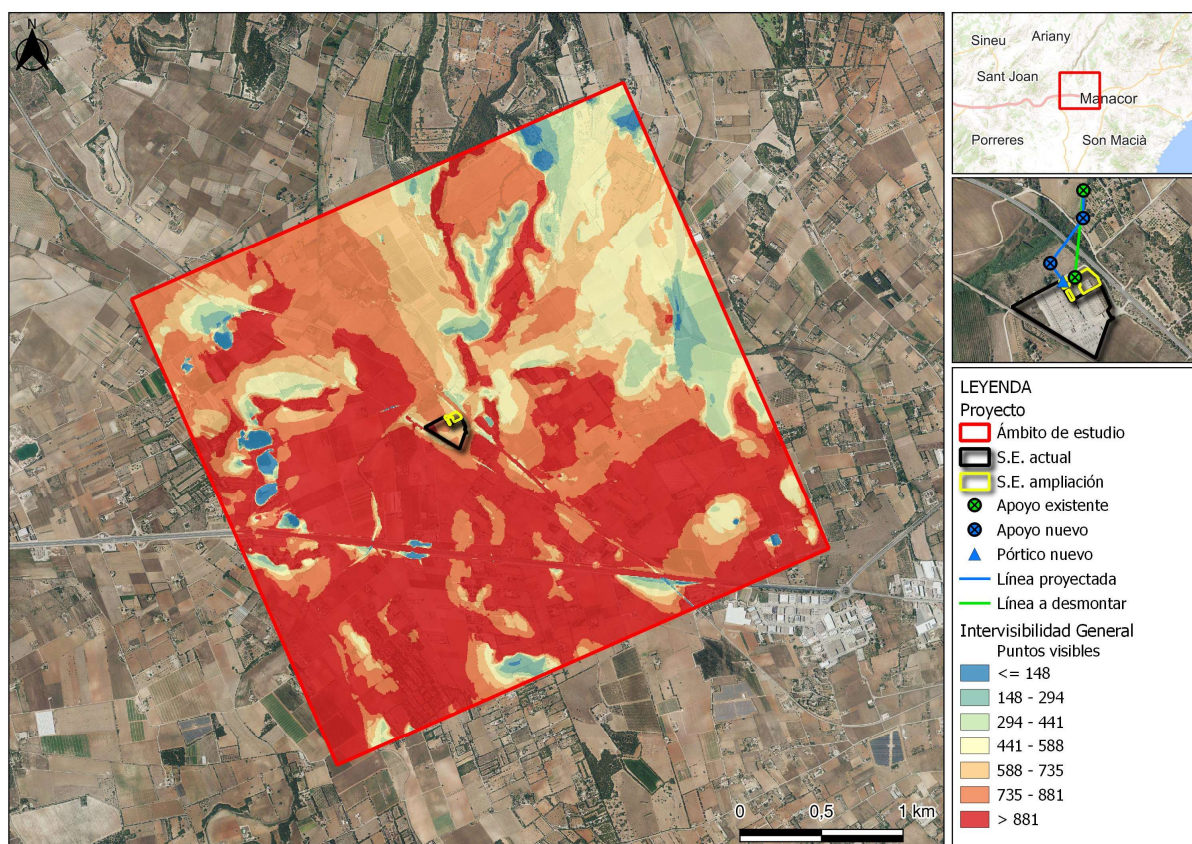 N
0
0,5
1 km
Sineu
Ariany
Sant Joan
Manacor
Porreres
Son Macià
LEYENDA
Proyecto
Ámbito de estudio
S.E. actual
S.E. ampliación
Apoyo existente
Apoyo nuevo
Pórtico nuevo
Línea proyectada
Línea a desmontar
Intervisibilidad General
Puntos visibles
<= 148
148 - 294
294 - 441
441 - 588
588 - 735
735 - 881
> 881